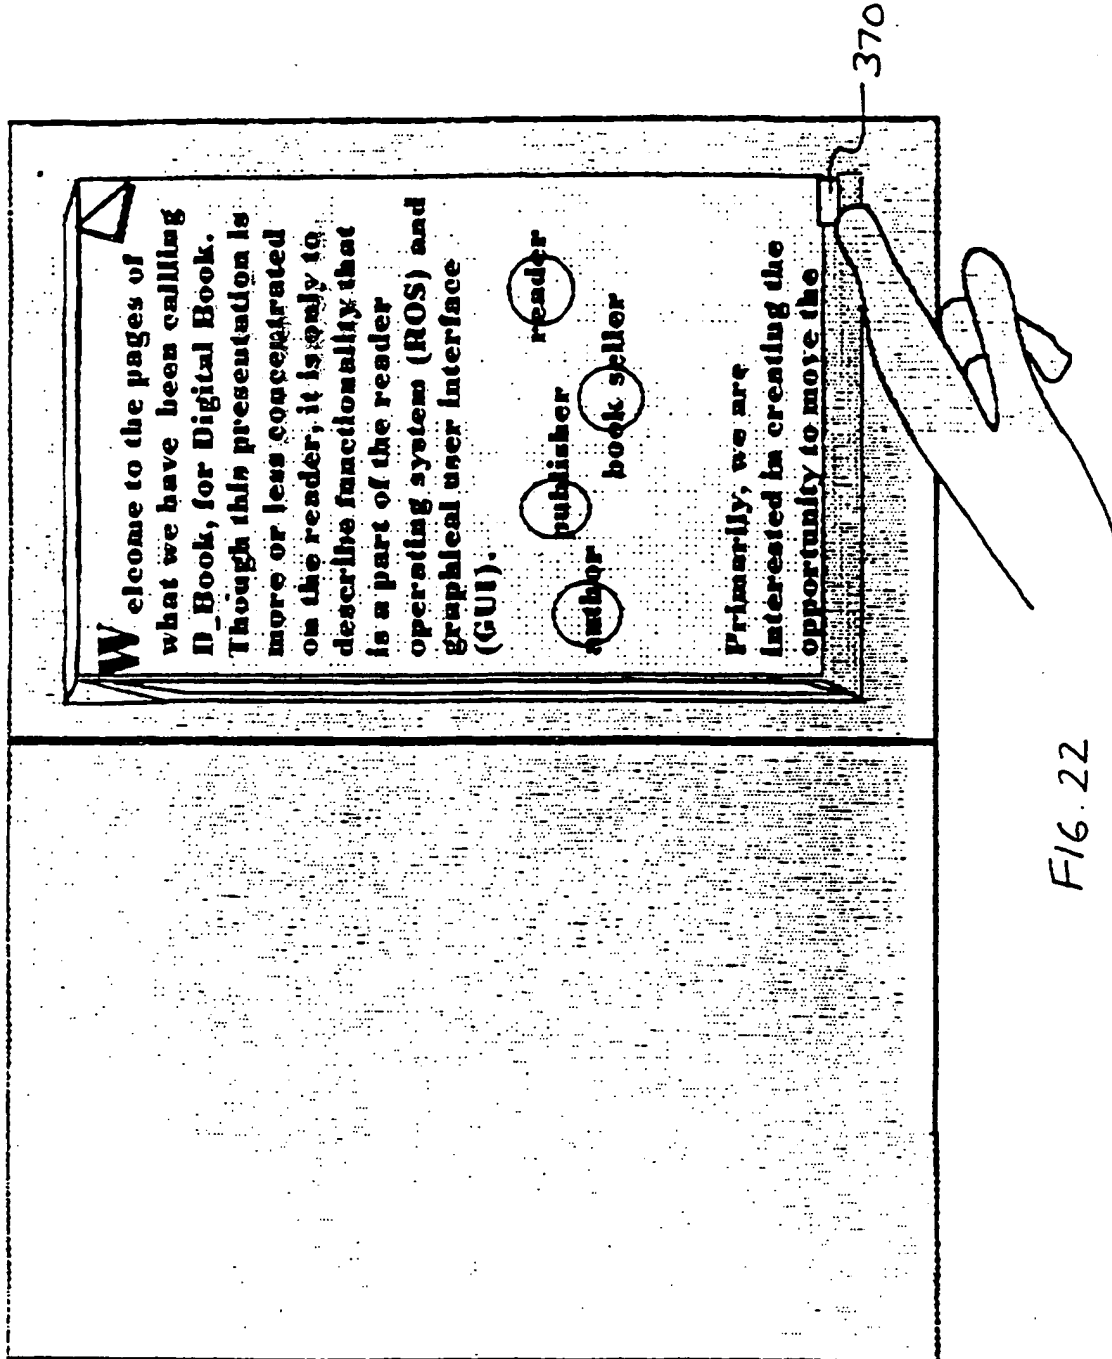 Welcome to the pages of
what we have been callling
D_Book, for Digital Book.
Though this presentation is
more or less concentrated
on the reader, it is only to
describe functionality that
is a part of the reader
operating system (ROS) and
graphical user interface
(GUI).
author
publisher
book seller
reader
Primarily, we are
interested in creating the
opportunity to move the
370
FIG. 22